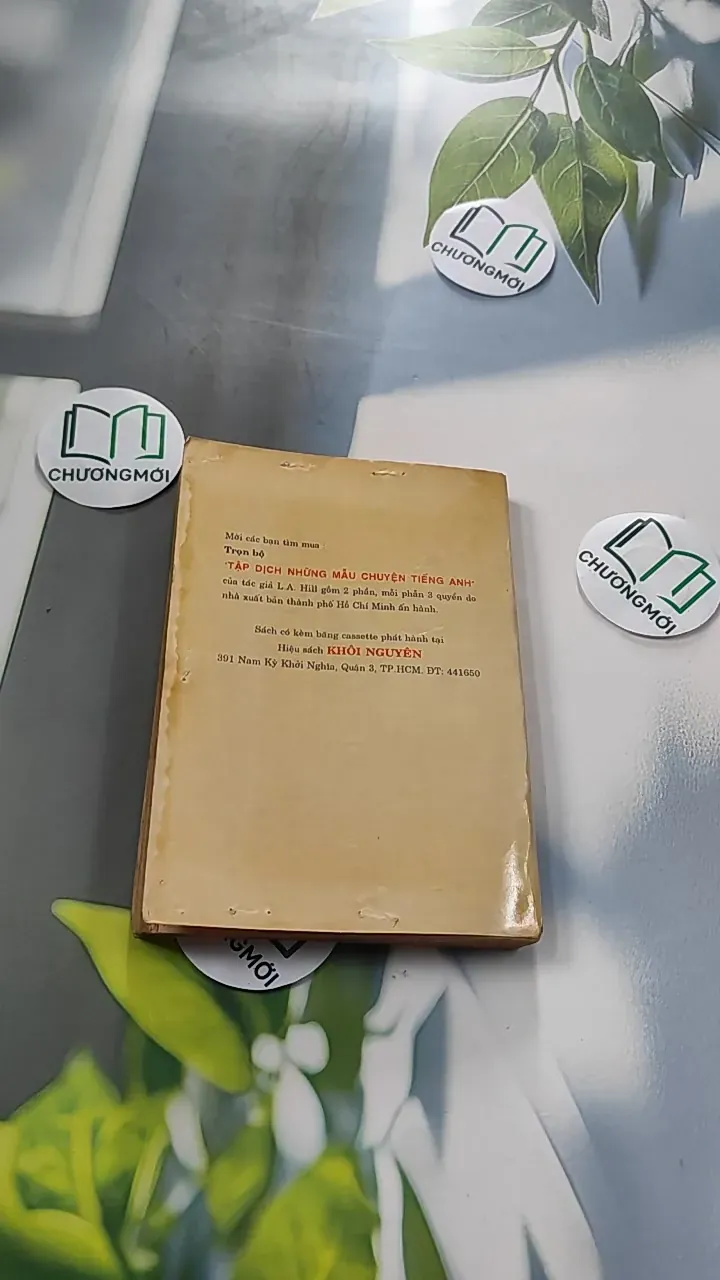 CHƯƠNGMỚI
CHƯƠNGMỚI
Mời các bạn tìm mua :
Trọn bộ
"TẬP DỊCH NHỮNG MẪU CHUYỆN TIẾNG ANH"
của tác giả L.A. Hill gồm 2 phần, mỗi phần 3 quyển do
nhà xuất bản thành phố Hồ Chí Minh ấn hành.
Sách có kèm băng cassette phát hành tại
Hiệu sách KHÔI NGUYÊN
391 Nam Kỳ Khởi Nghĩa, Quận 3, TP.HCM. ĐT: 441650
CHƯƠNGMỚI
GMỚI